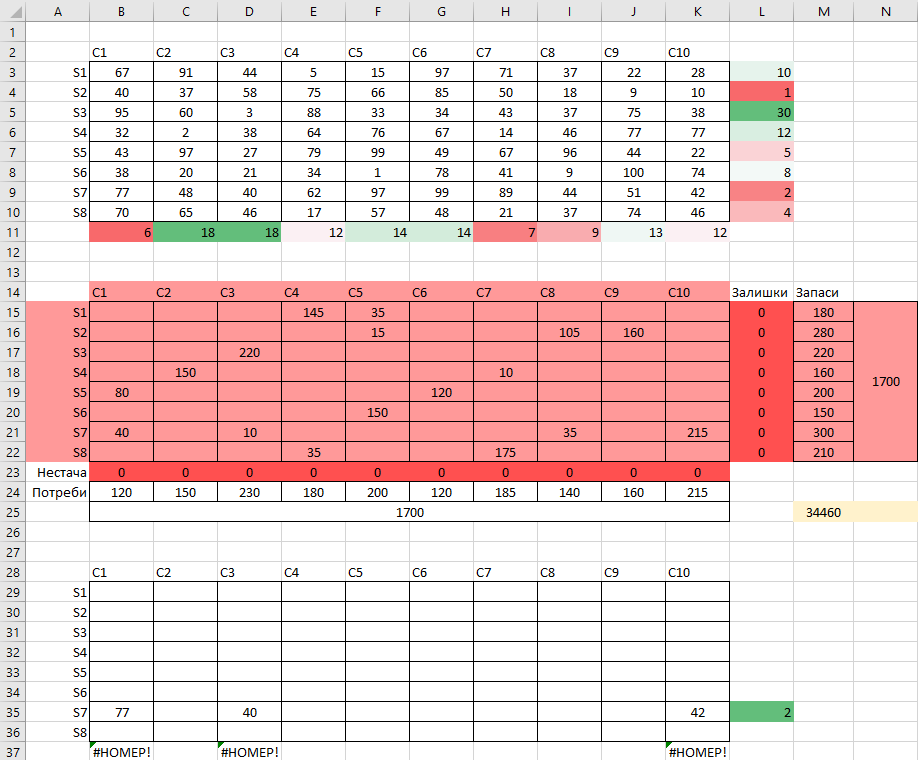 A B C D E F G H I J K L M N
1
2 C1 C2 C3 C4 C5 C6 C7 C8 C9 C10
3 S1 67 91 44 5 15 97 71 37 22 28 10
4 S2 40 37 58 75 66 85 50 18 9 10 1
5 S3 95 60 3 88 33 34 43 37 75 38 30
6 S4 32 2 38 64 76 67 14 46 77 77 12
7 S5 43 97 27 79 99 49 67 96 44 22 5
8 S6 38 20 21 34 1 78 41 9 100 74 8
9 S7 77 48 40 62 97 99 89 44 51 42 2
10 S8 70 65 46 17 57 48 21 37 74 46 4
11 6 18 18 12 14 14 7 9 13 12
12
13
14 C1 C2 C3 C4 C5 C6 C7 C8 C9 C10 Залишки Запаси
15 S1 145 35 0 180
16 S2 15 105 160 0 280
17 S3 220 0 220
18 S4 150 10 0 160
1700
19 S5 80 120 0 200
20 S6 150 0 150
21 S7 40 10 35 215 0 300
22 S8 35 175 0 210
23 Нестача 0 0 0 0 0 0 0 0 0 0
24 Потреби 120 150 230 180 200 120 185 140 160 215
25 1700 34460
26
27
28 C1 C2 C3 C4 C5 C6 C7 C8 C9 C10
29 S1
30 S2
31 S3
32 S4
33 S5
34 S6
35 S7 77 40 42 2
36 S8
37 #НОМЕР! #НОМЕР! #НОМЕР!